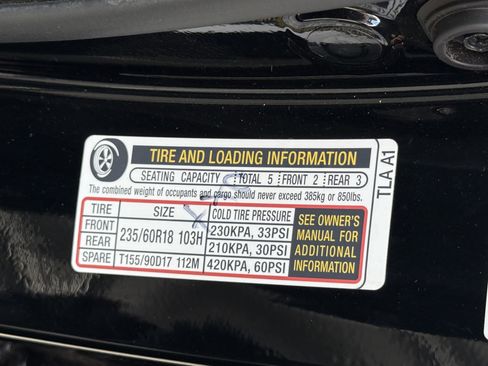 TIRE AND LOADING INFORMATION
SEATING CAPACITY TOTAL 5 FRONT 2 REAR 3
The combined weight of occupants and cargo should never exceed 385kg or 850lbs.
TIRE SIZE COLD TIRE PRESSURE
FRONT 235/60R18 103H 230KPA, 33PSI
REAR 210KPA, 30PSI
SPARE T155/90D17 112M 420KPA, 60PSI
SEE OWNER'S
MANUAL FOR
ADDITIONAL
INFORMATION
TLA A1